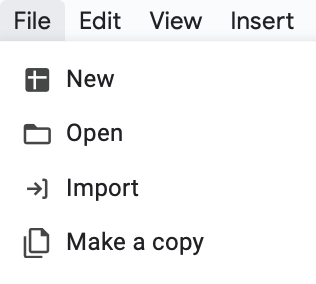 File Edit View Insert
New
Open
Import
Make a copy